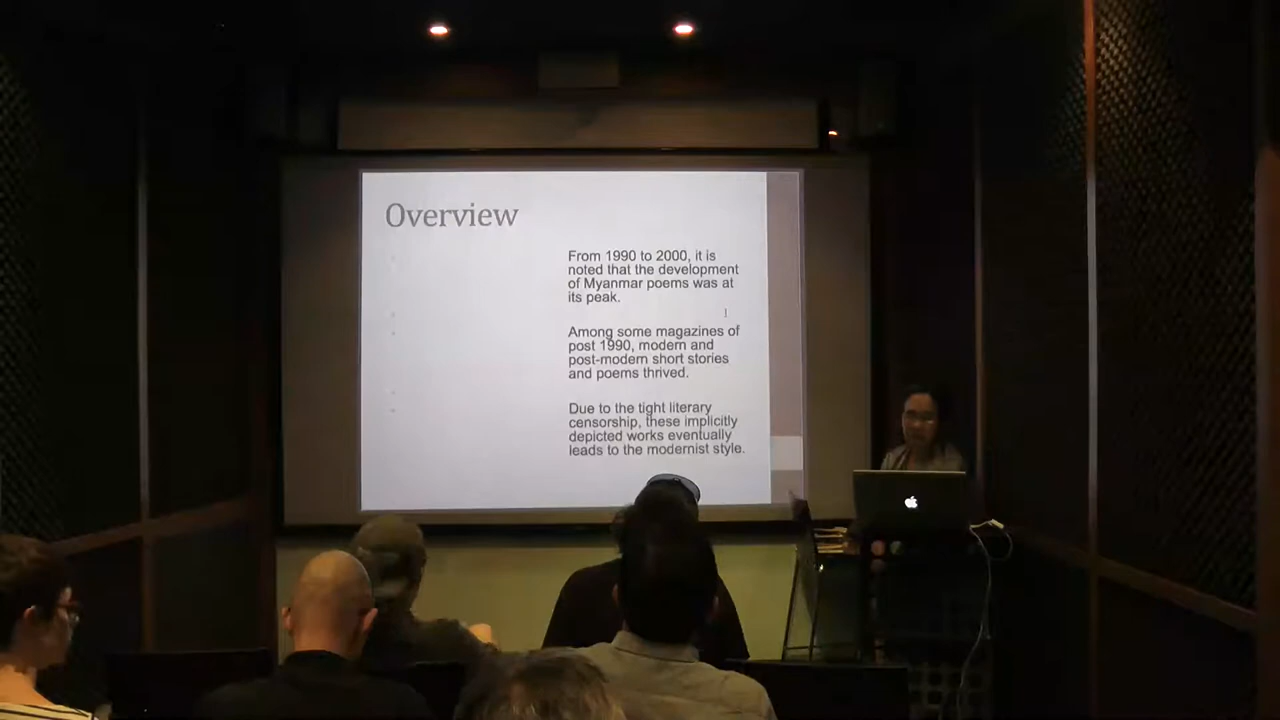 Overview
From 1990 to 2000, it is
noted that the development
of Myanmar poems was at
its peak.
Among some magazines of
post 1990, modern and
post-modern short stories
and poems thrived.
Due to the tight literary
censorship, these implicitly
depicted works eventually
leads to the modernist style.